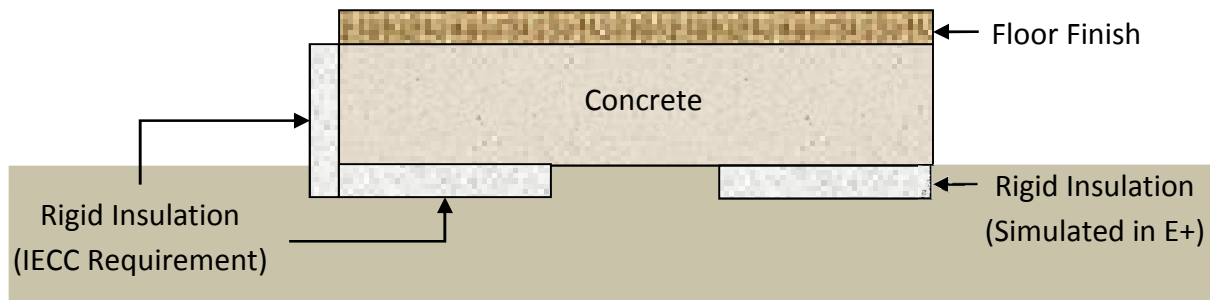 Floor Finish
Concrete
Rigid Insulation
(IECC Requirement)
Rigid Insulation
(Simulated in E+)